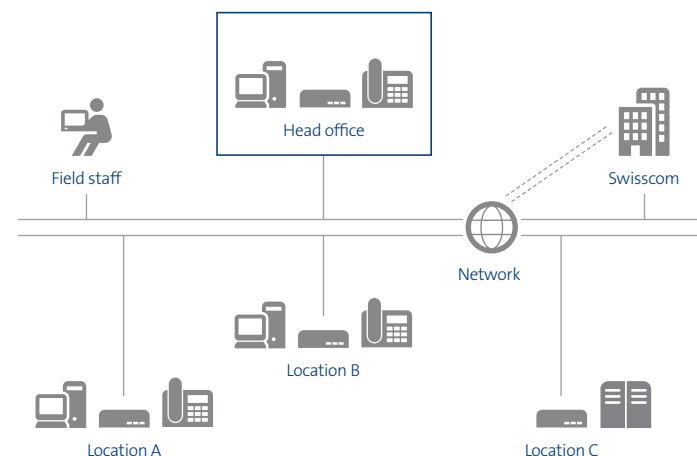 Head office
Field staff
Swisscom
Network
Location B
Location A
Location C